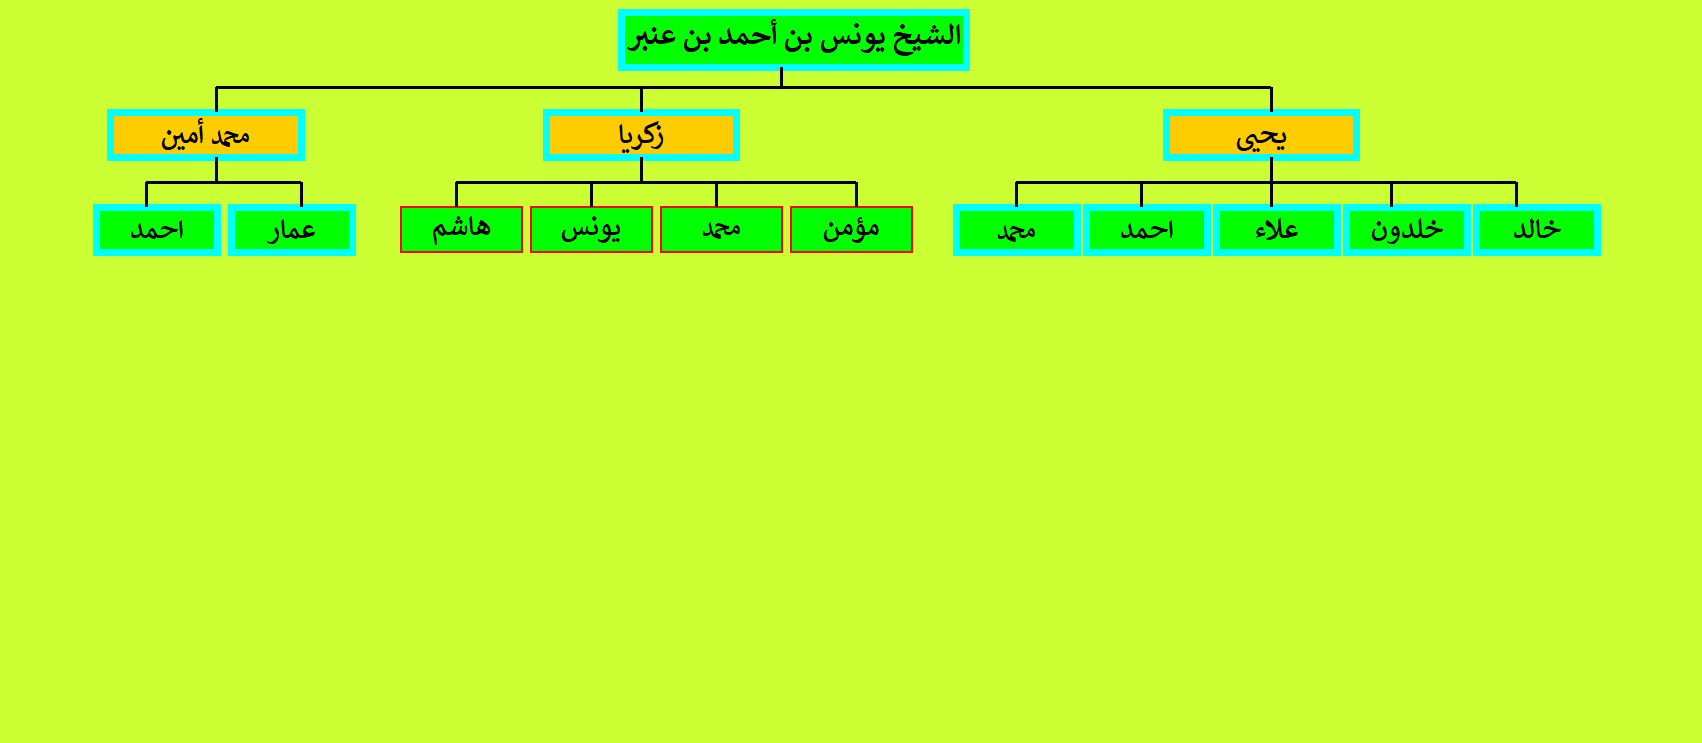 الشيخ يونس بن أحمد بن عنبر
يحيى
زكريا
محمد أمين
خالد
خلدون
علاء
احمد
محمد
مؤمن
محمد
يونس
هاشم
عمار
احمد